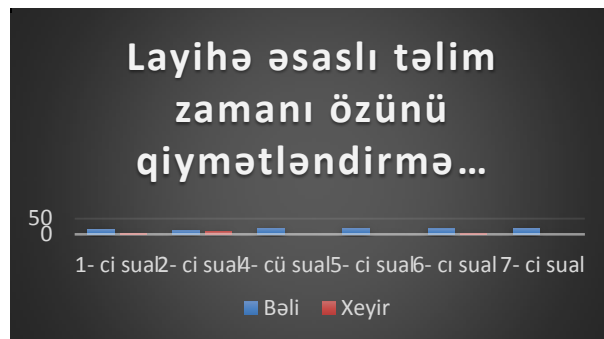 Layihə əsaslı təlim
zamanı özünü
qiymətləndirmə…
50
0
1- ci sual 2- ci sual 4- cü sual 5- ci sual 6- cı sual 7- ci sual
Bəli Xeyir